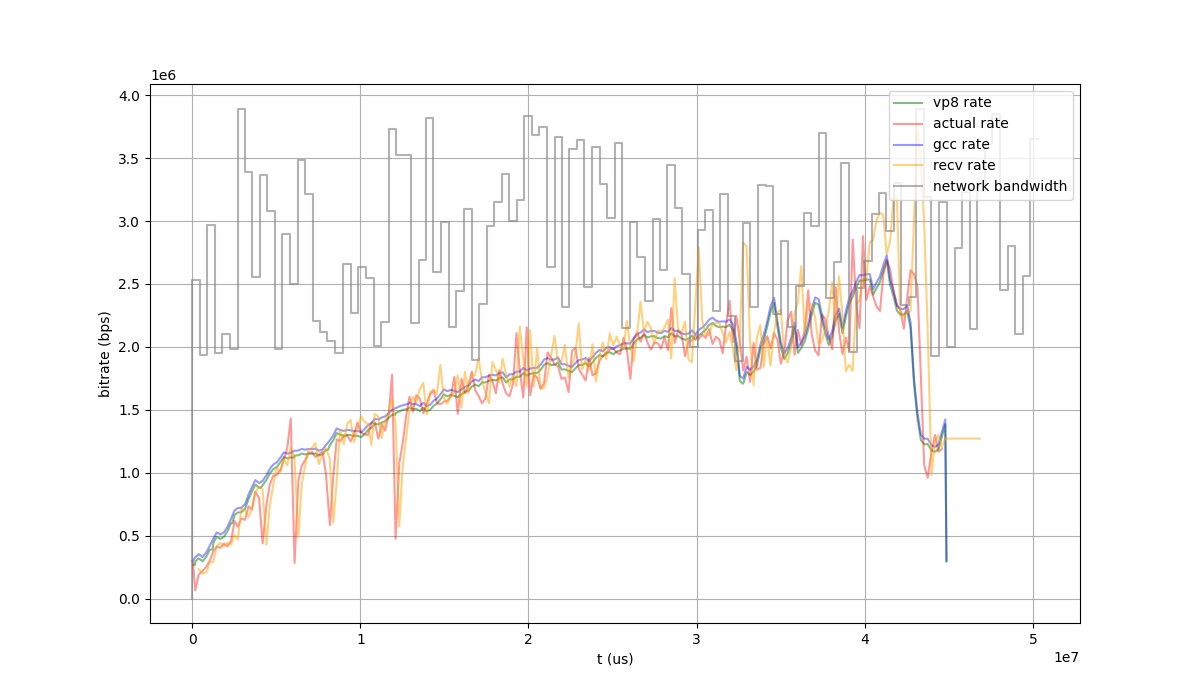 1e6
4.0
3.5
3.0
2.5
2.0
1.5
1.0
0.5
0.0
bitrate (bps)
vp8 rate
actual rate
gcc rate
recv rate
network bandwidth
0 1 2 3 4 5
t (us)
1e7